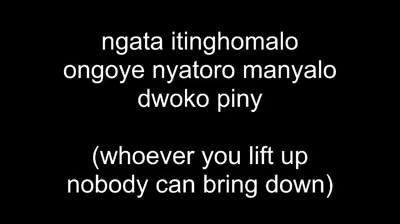 ngata itinghomalo
ongoye nyatoro manyalo
dwoko piny
(whoever you lift up
nobody can bring down)